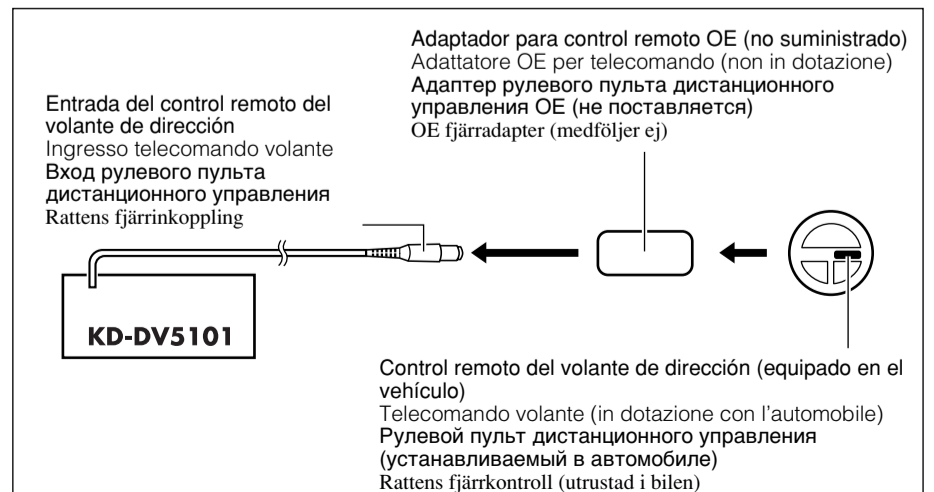 Adaptador para control remoto OE (no suministrado)
Adattatore OE per telecomando (non in dotazione)
Адаптер рулевого пульта дистанционного
управления OE (не поставляется)
OE fjärradapter (medföljer ej)
Entrada del control remoto del
volante de dirección
Ingresso telecomando volante
Вход рулевого пульта
дистанционного управления
Rattens fjärrinkoppling
KD-DV5101
Control remoto del volante de dirección (equipado en el
vehículo)
Telecomando volante (in dotazione con l'automobile)
Рулевой пульт дистанционного управления
(устанавливаемый в автомобиле)
Rattens fjärrkontroll (utrustad i bilen)